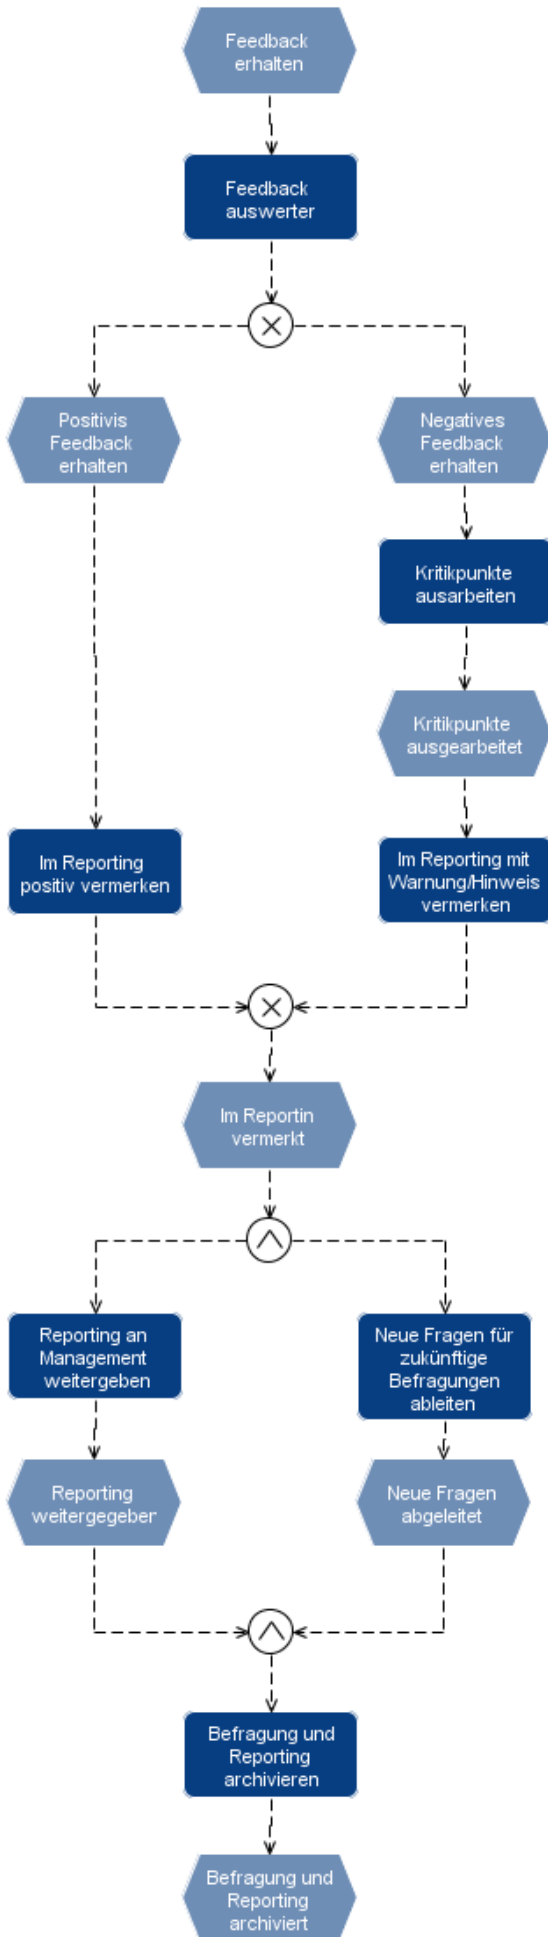 Feedback
erhalten
Feedback
auswerter
Positivis
Feedback
erhalten
Negatives
Feedback
erhalten
Kritikpunkte
ausarbeiten
Kritikpunkte
ausgearbeitet
Im Reporting
positiv vermerken
Im Reporting mit
Warnung/Hinweis
vermerken
Im Reportin
vermerkt
Reporting an
Management
weitergeben
Neue Fragen für
zukünftige
Befragungen
ableiten
Reporting
weitergegeben
Neue Fragen
abgeleitet
Befragung und
Reporting
archivieren
Befragung und
Reporting
archiviert